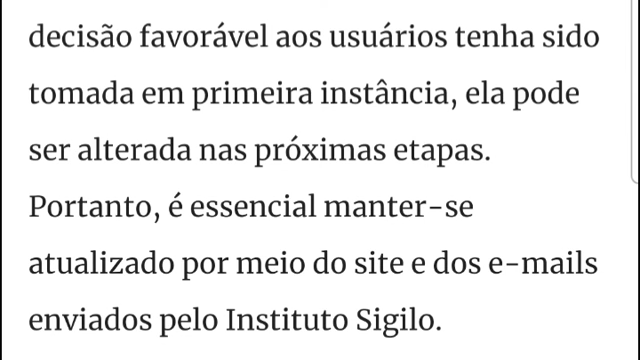 decisão favorável aos usuários tenha sido
tomada em primeira instância, ela pode
ser alterada nas próximas etapas.
Portanto, é essencial manter-se
atualizado por meio do site e dos e-mails
enviados pelo Instituto Sigilo.